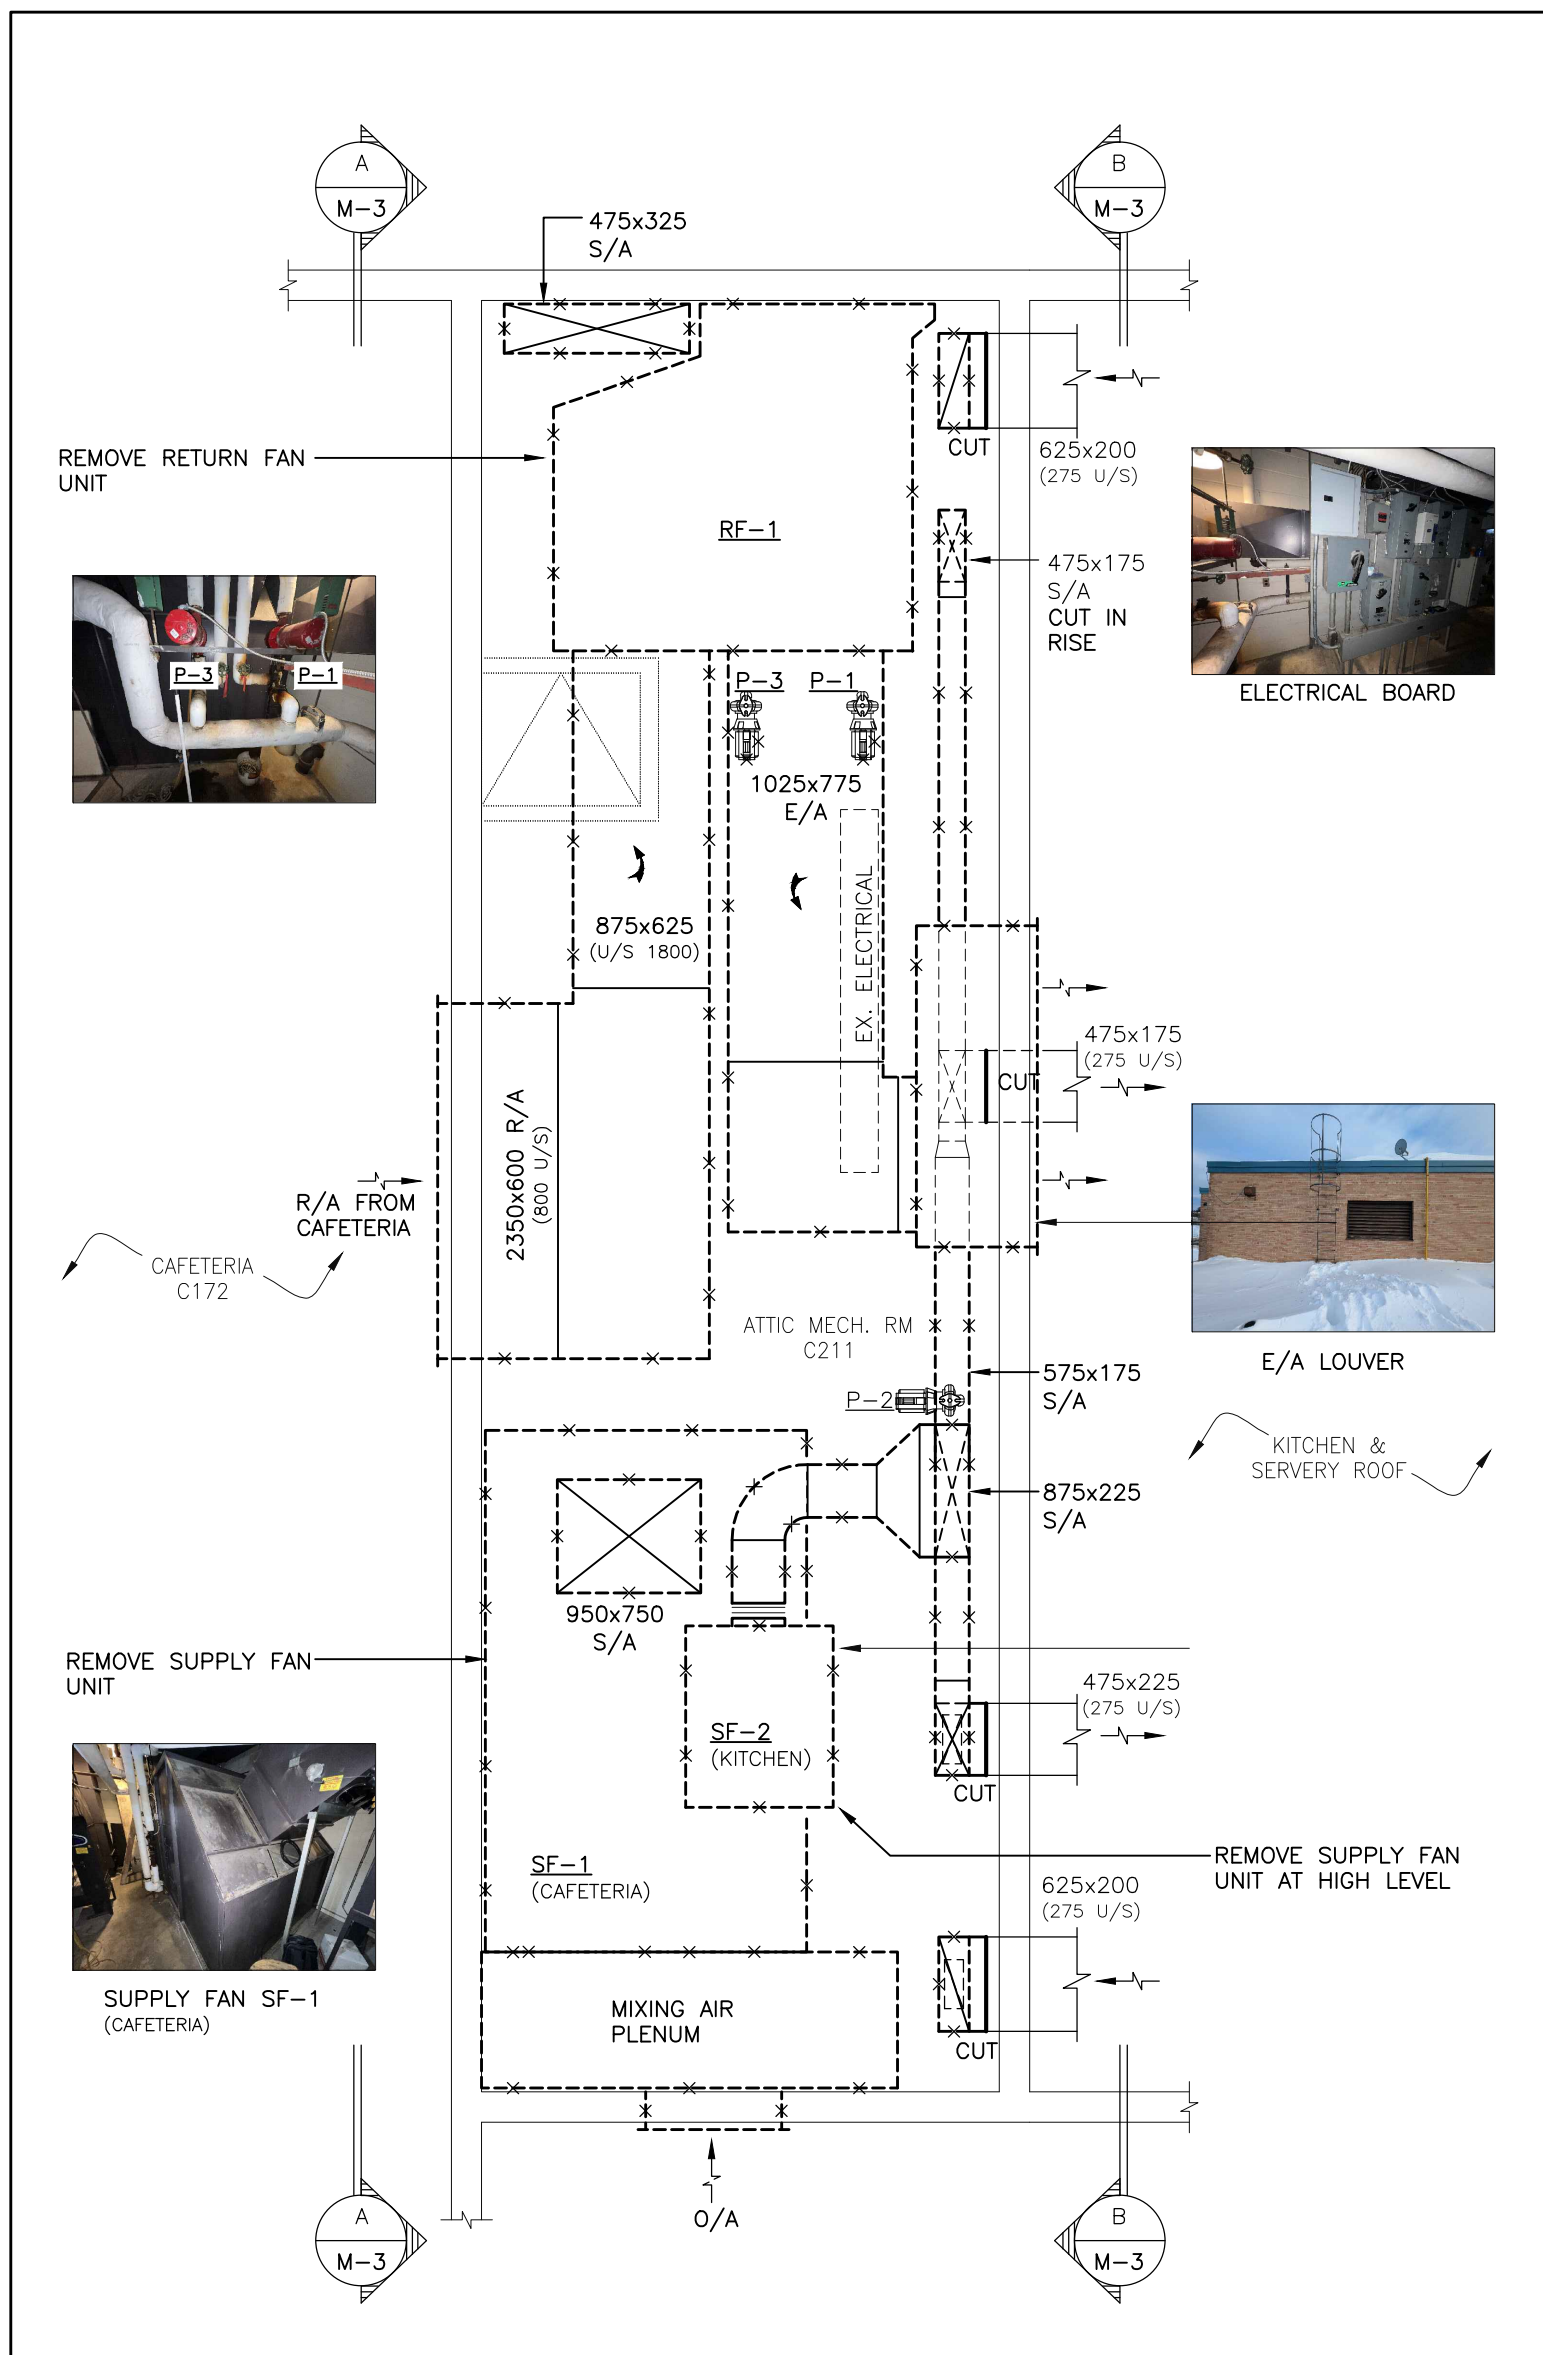 A
M-3
B
M-3
475x325
S/A
CUT
625x200
(275 U/S)
REMOVE RETURN FAN
UNIT
RF-1
475x175
S/A
CUT IN
RISE
P-3
P-1
ELECTRICAL BOARD
P-3
P-1
1025x775
E/A
EX. ELECTRICAL
875x625
(U/S 1800)
475x175
(275 U/S)
CUT
2350x600 R/A
(800 U/S)
R/A FROM
CAFETERIA
CAFETERIA
C172
ATTIC MECH. RM
C211
E/A LOUVER
575x175
S/A
P-2
KITCHEN &
SERVERY ROOF
875x225
S/A
950x750
S/A
REMOVE SUPPLY FAN
UNIT
475x225
(275 U/S)
SF-2
(KITCHEN)
CUT
REMOVE SUPPLY FAN
UNIT AT HIGH LEVEL
SF-1
(CAFETERIA)
625x200
(275 U/S)
SUPPLY FAN SF-1
(CAFETERIA)
MIXING AIR
PLENUM
CUT
O/A
A
M-3
B
M-3